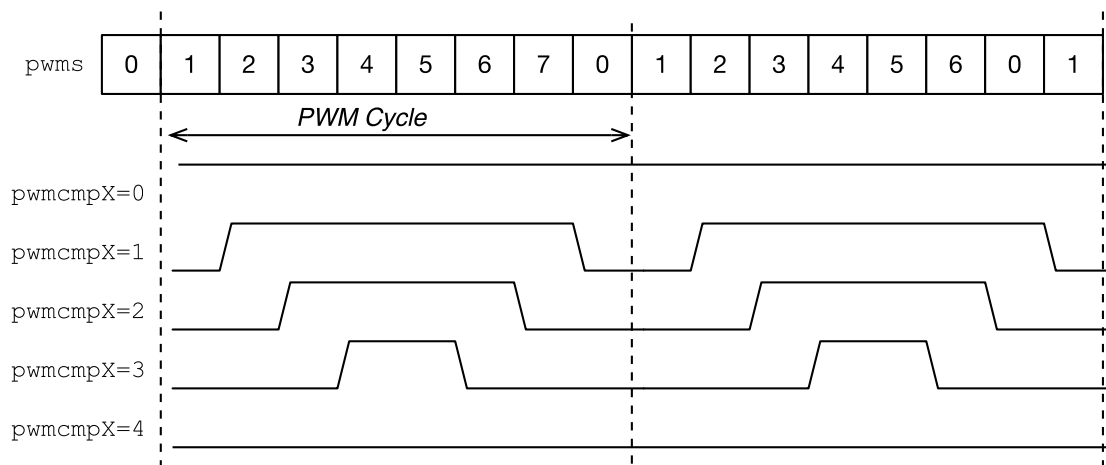 pwms 0 1 2 3 4 5 6 7 0 1 2 3 4 5 6 0 1
PWM Cycle
pwmcmpX=0
pwmcmpX=1
pwmcmpX=2
pwmcmpX=3
pwmcmpX=4